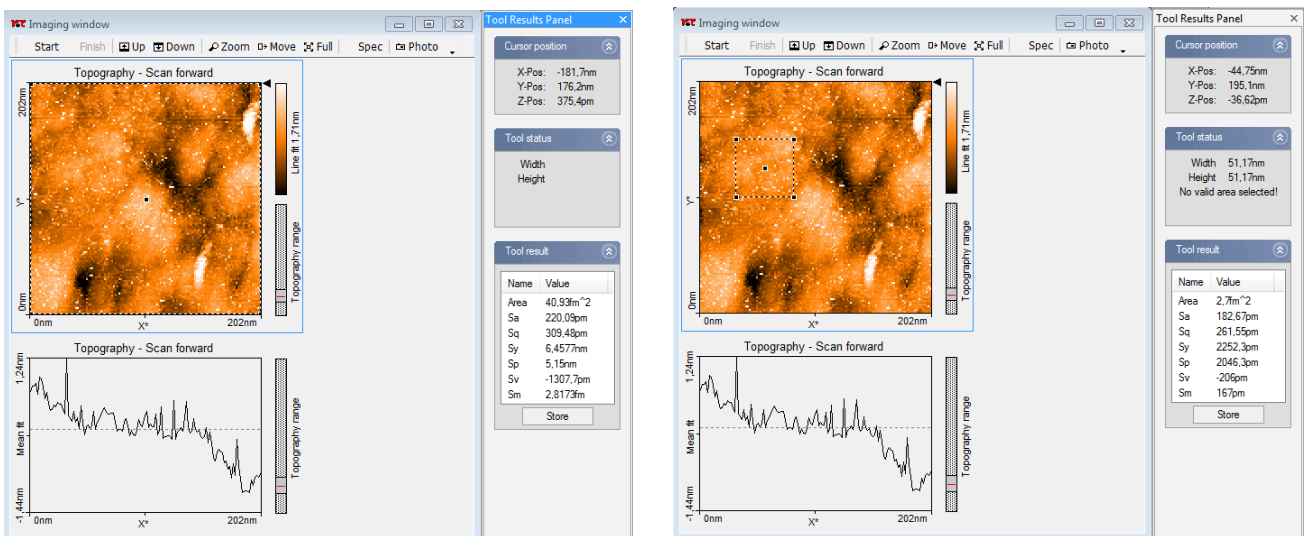 Imaging window
Start Finish Up Down Zoom Move Full Spec Photo
Topography - Scan forward
202nm
Y*
0nm
0nm X* 202nm
Line fit 1,71nm
Topography range
Topography - Scan forward
1,24nm
Mean fit
-1,44nm
0nm X* 202nm
Topography range
Tool Results Panel
Cursor position
X-Pos: -181,7nm
Y-Pos: 176,2nm
Z-Pos: 375,4pm
Tool status
Width
Height
Tool result
Name Value
Area 40,93fm^2
Sa 220,09pm
Sq 309,48pm
Sy 6,4577nm
Sp 5,15nm
Sv -1307,7pm
Sm 2,8173fm
Store
Imaging window
Start Finish Up Down Zoom Move Full Spec Photo
Topography - Scan forward
202nm
Y*
0nm
0nm X* 202nm
Line fit 1,71nm
Topography range
Topography - Scan forward
1,24nm
Mean fit
-1,44nm
0nm X* 202nm
Topography range
Tool Results Panel
Cursor position
X-Pos: -44,75nm
Y-Pos: 195,1nm
Z-Pos: -36,62pm
Tool status
Width 51,17nm
Height 51,17nm
No valid area selected!
Tool result
Name Value
Area 2,7fm^2
Sa 182,67pm
Sq 261,55pm
Sy 2252,3pm
Sp 2046,3pm
Sv -206pm
Sm 167pm
Store